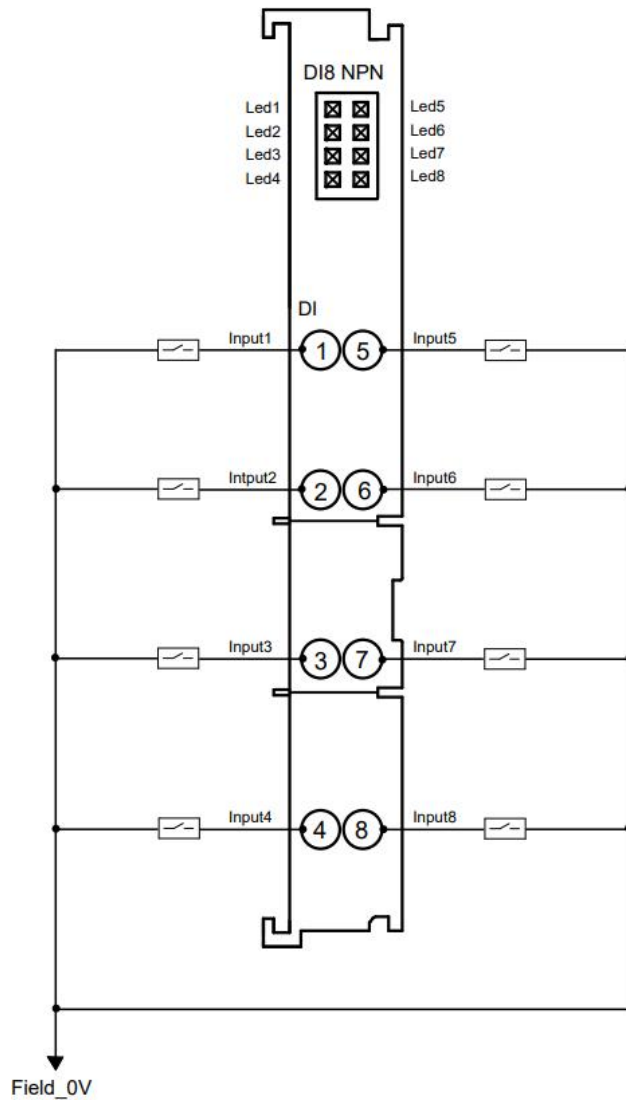 DI8 NPN
Led1 Led5
Led2 Led6
Led3 Led7
Led4 Led8
DI
Input1 1 5 Input5
Intput2 2 6 Input6
Input3 3 7 Input7
Input4 4 8 Input8
Field_0V